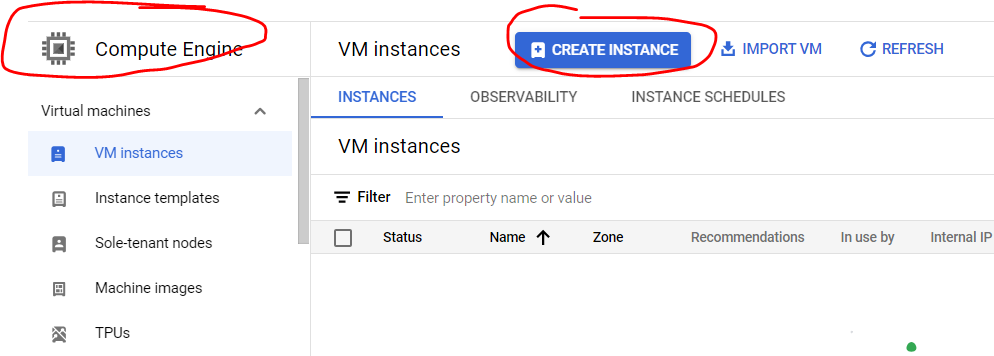 Compute Engine
VM instances CREATE INSTANCE IMPORT VM REFRESH
Virtual machines
VM instances
Instance templates
Sole-tenant nodes
Machine images
TPUs
INSTANCES OBSERVABILITY INSTANCE SCHEDULES
VM instances
Filter Enter property name or value
Status Name Zone Recommendations In use by Internal IP